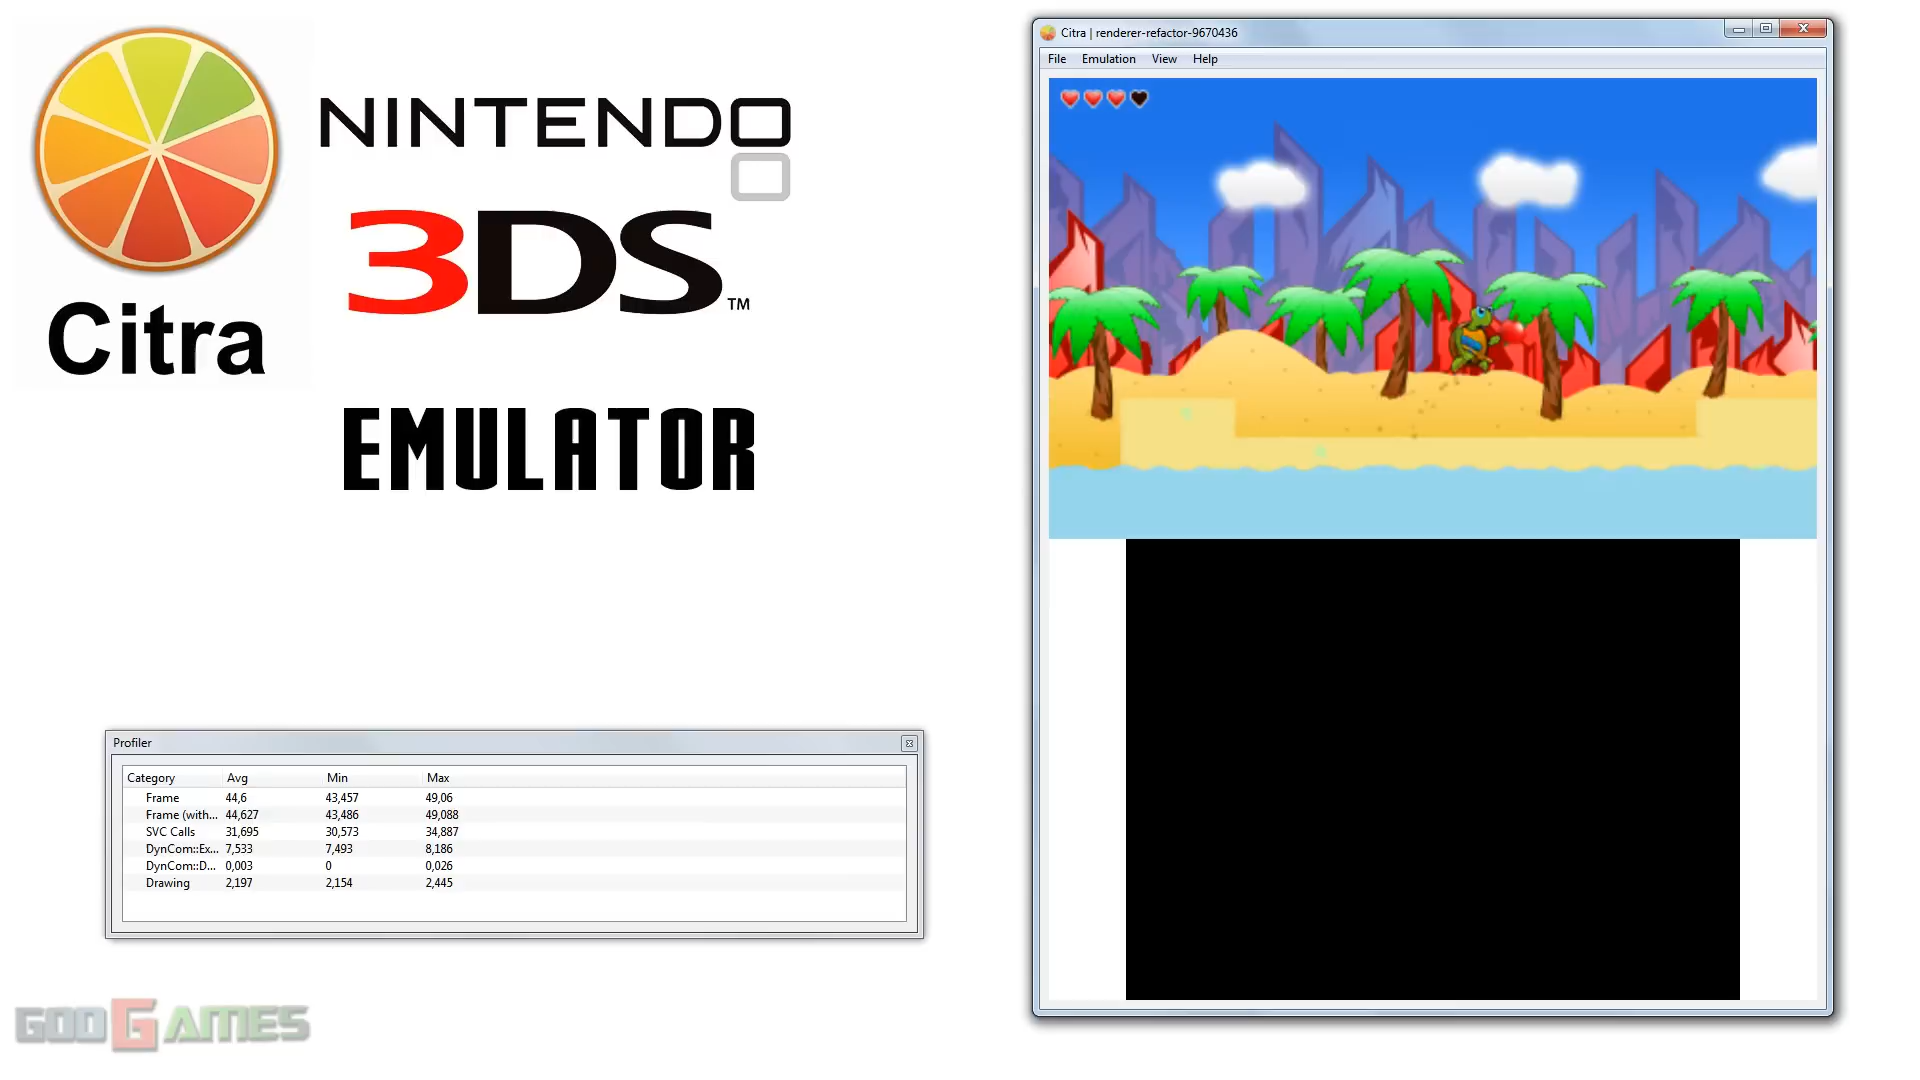 Citra
NINTENDO
3DS™
EMULATOR
Citra | renderer-refactor-9670436
File Emulation View Help
Profiler
Category Avg Min Max
Frame 44,6 43,457 49,06
Frame (with... 44,627 43,486 49,088
SVC Calls 31,695 30,573 34,887
DynCom::Ex... 7,533 7,493 8,186
DynCom::D... 0,003 0 0,026
Drawing 2,197 2,154 2,445
GODGAMES